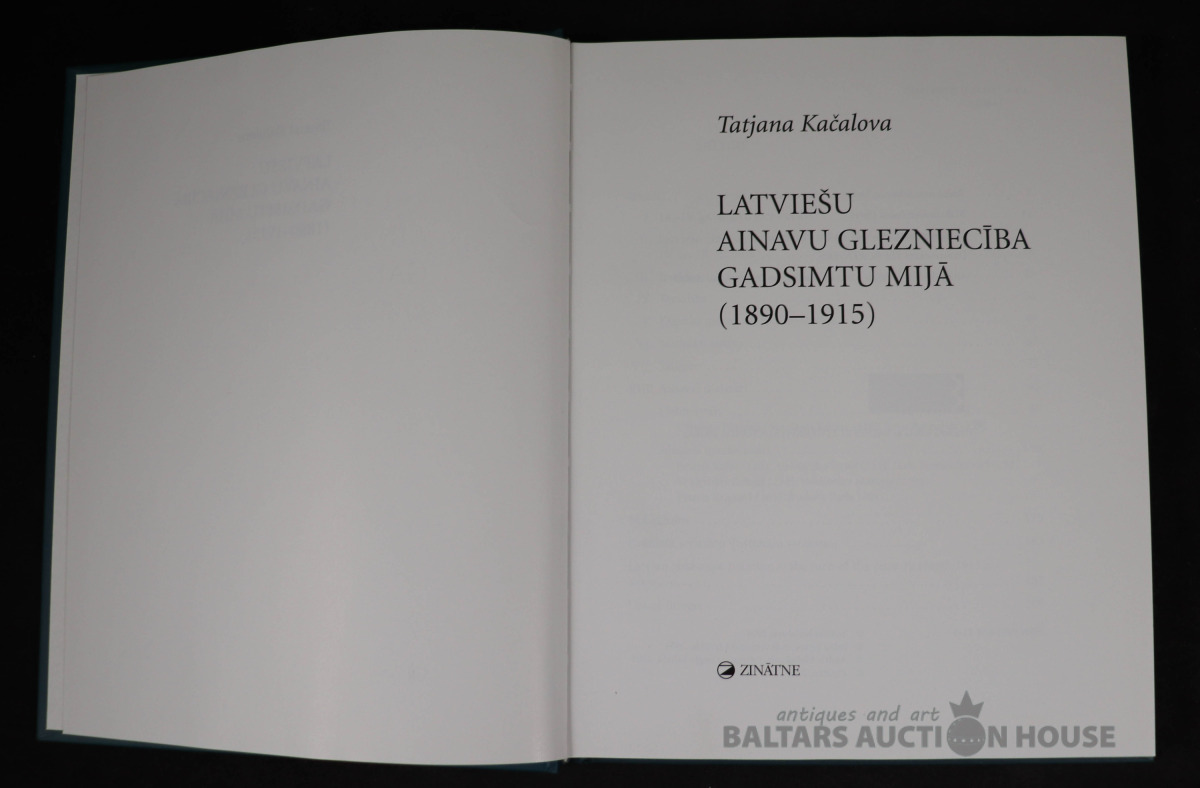 Tatjana Kačalova
LATVIEŠU
AINAVU GLEZNIECĪBA
GADSIMTU MIJĀ
(1890–1915)
ZINĀTNE
antiques and art
BALTARS AUCTION HOUSE